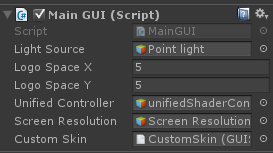 Main GUI (Script)
Script MainGUI
Light Source Point light
Logo Space X 5
Logo Space Y 5
Unified Controller unifiedShaderCon
Screen Resolution Screen Resolution
Custom Skin CustomSkin (GUIS